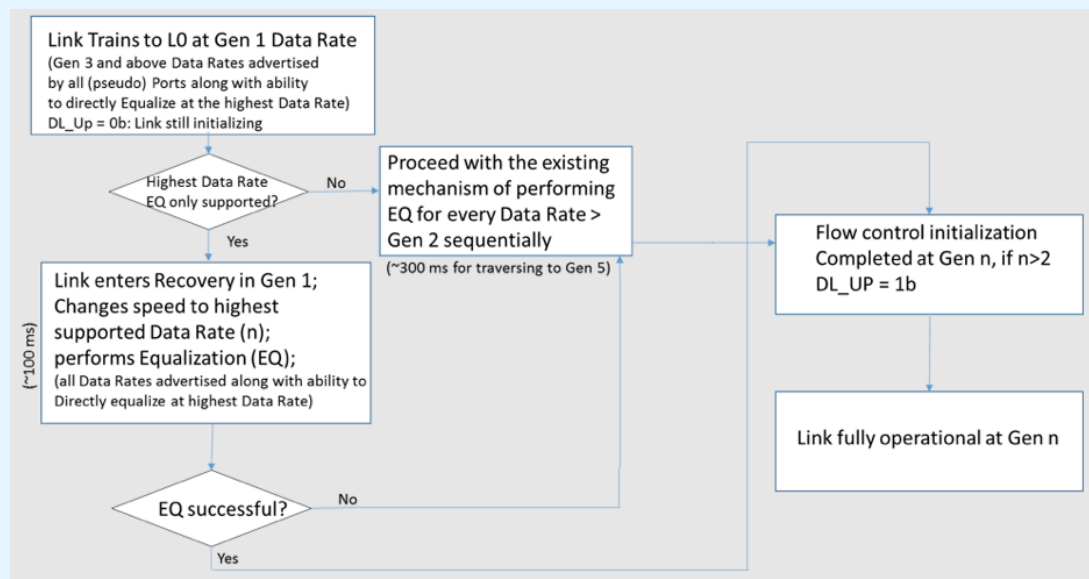 Link Trains to L0 at Gen 1 Data Rate
(Gen 3 and above Data Rates advertised
by all (pseudo) Ports along with ability
to directly Equalize at the highest Data Rate)
DL_Up = 0b: Link still initializing
Highest Data Rate
EQ only supported?
No
Yes
Proceed with the existing
mechanism of performing
EQ for every Data Rate >
Gen 2 sequentially
(~300 ms for traversing to Gen 5)
Flow control initialization
Completed at Gen n, if n>2
DL_UP = 1b
(~100 ms)
Link enters Recovery in Gen 1;
Changes speed to highest
supported Data Rate (n);
performs Equalization (EQ);
(all Data Rates advertised along with ability to
Directly equalize at highest Data Rate)
Link fully operational at Gen n
EQ successful?
No
Yes